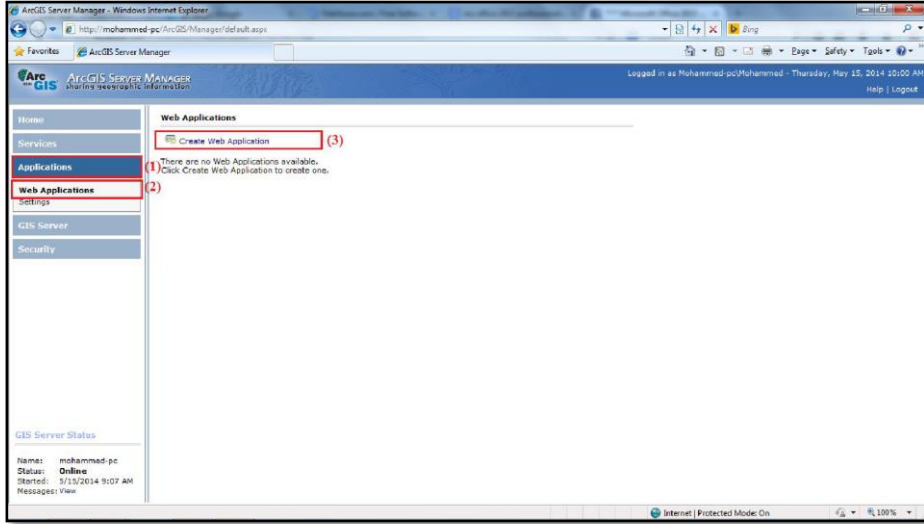 ArcGIS Server Manager - Windows Internet Explorer
http://mohammed-pc/ArcGIS/Manager/default.aspx
Bing
Favorites ArcGIS Server Manager
Page Safety Tools
ArcGIS ArcGIS Server Manager
sharing geographic information
Logged in as Mohammed-pc\Mohammed - Thursday, May 15, 2014 10:00 AM
Help | Logout
Home
Services
Applications (1)
Web Applications (2)
Settings
GIS Server
Security
Web Applications
Create Web Application (3)
There are no Web Applications available.
Click Create Web Application to create one.
GIS Server Status
Name: mohammed-pc
Status: Online
Started: 5/15/2014 9:07 AM
Messages: View
Internet | Protected Mode: On
100%